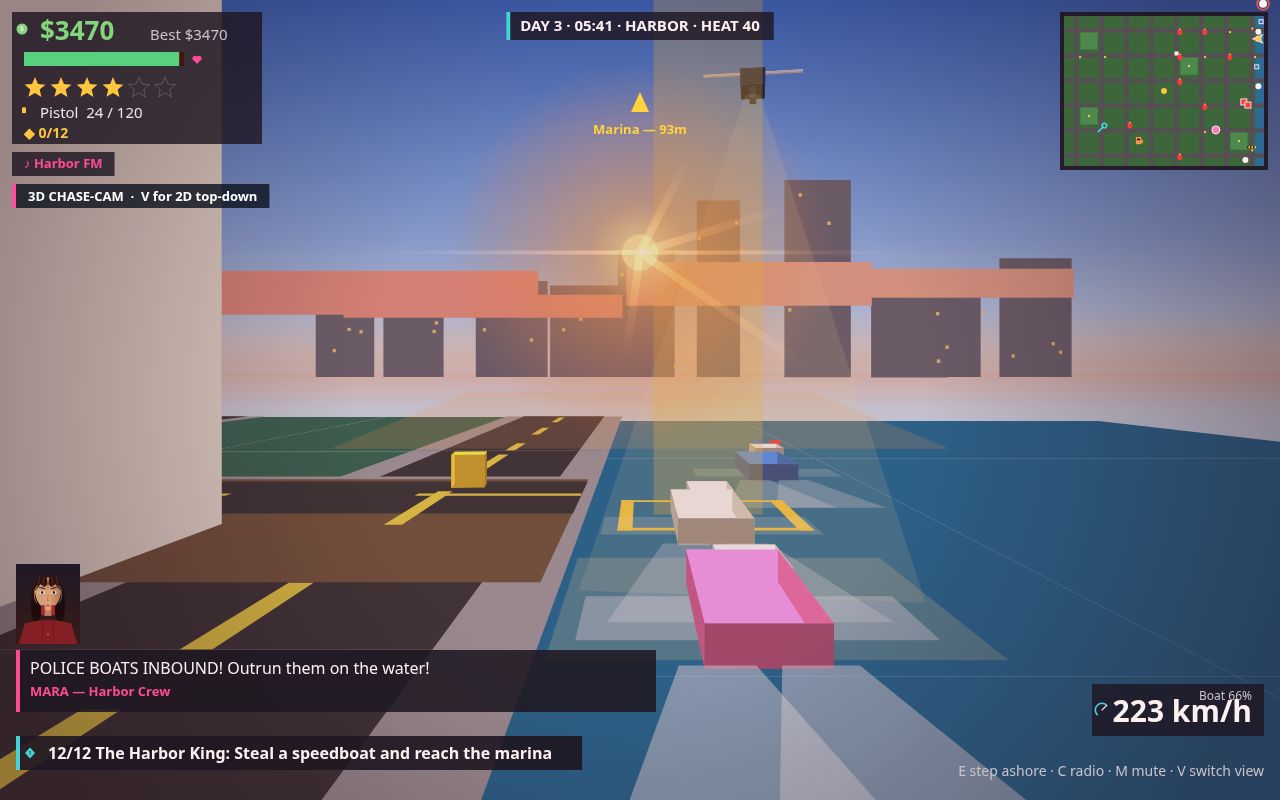 $3470 Best $3470
DAY 3 · 05:41 · HARBOR · HEAT 40
Pistol 24 / 120
◆ 0/12
♪ Harbor FM
3D CHASE-CAM · V for 2D top-down
Marina — 93m
POLICE BOATS INBOUND! Outrun them on the water!
MARA — Harbor Crew
12/12 The Harbor King: Steal a speedboat and reach the marina
Boat 66%
223 km/h
E step ashore · C radio · M mute · V switch view